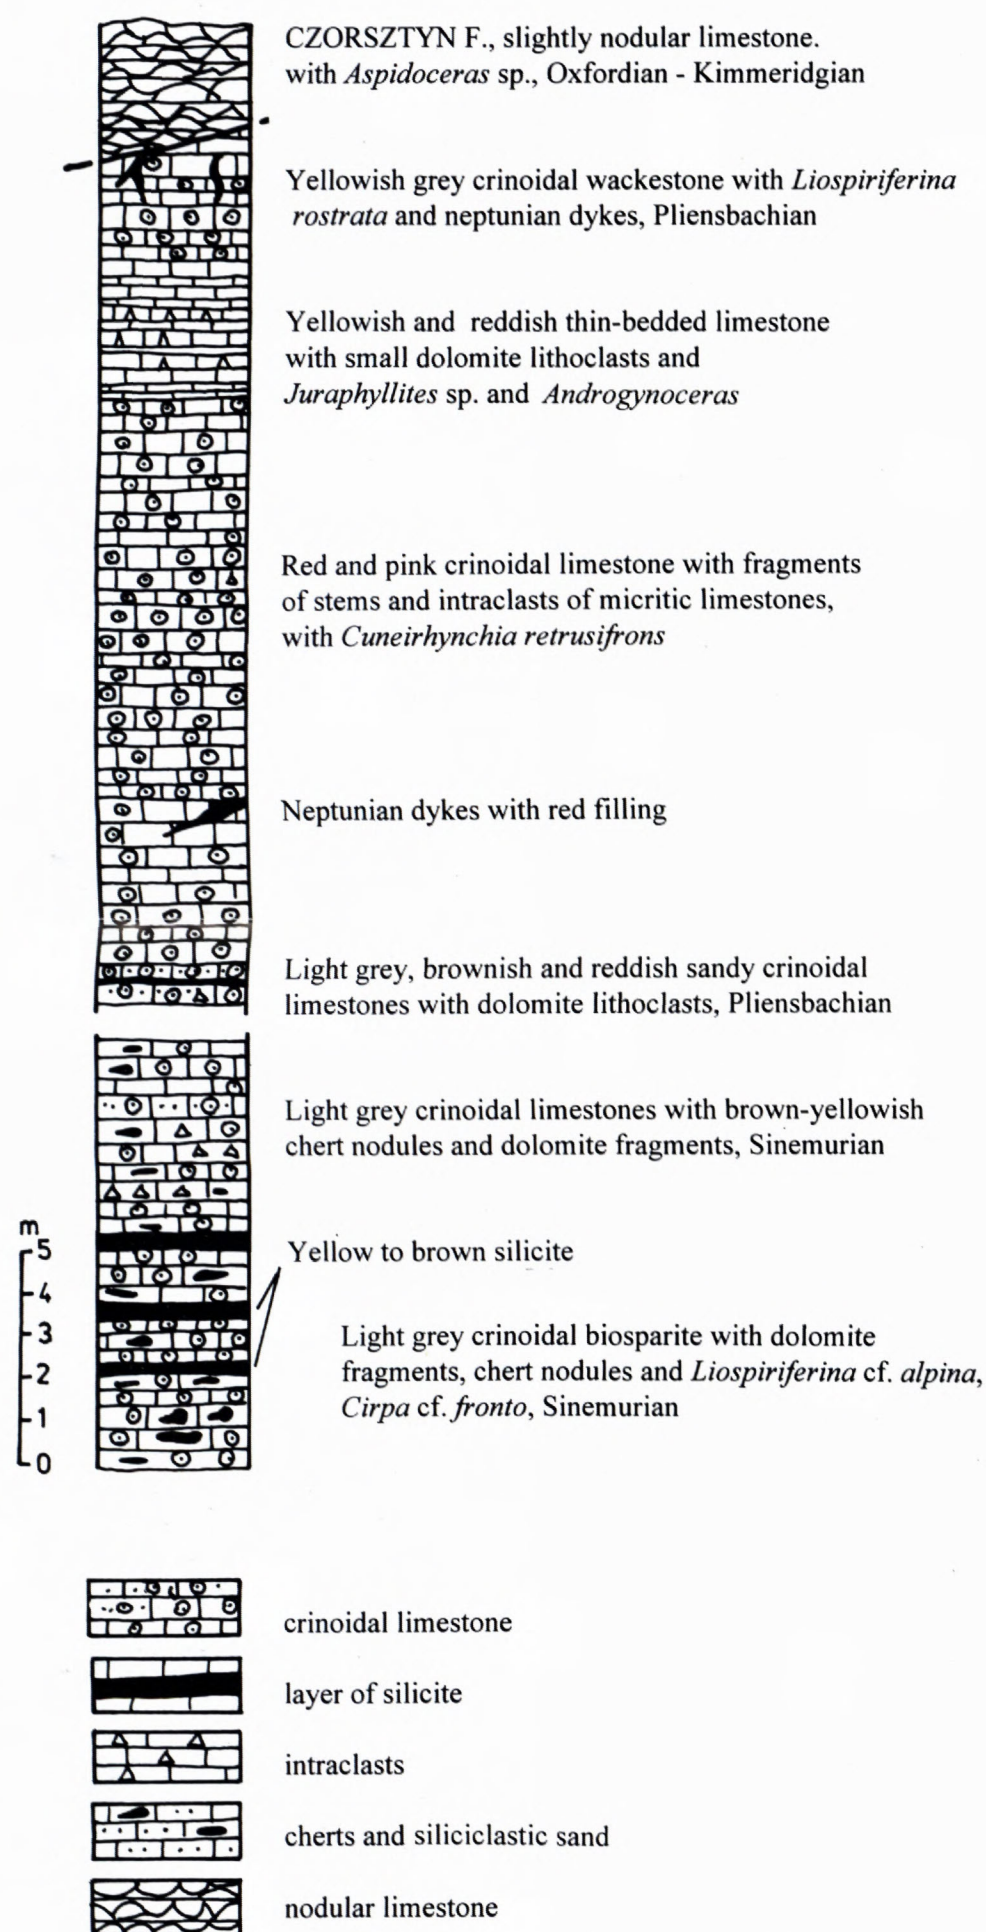 CZORSZTYN F., slightly nodular limestone.
with Aspidoceras sp., Oxfordian - Kimmeridgian
Yellowish grey crinoidal wackestone with Liospiriferina
rostrata and neptunian dykes, Pliensbachian
Yellowish and reddish thin-bedded limestone
with small dolomite lithoclasts and
Juraphyllites sp. and Androgynoceras
Red and pink crinoidal limestone with fragments
of stems and intraclasts of micritic limestones,
with Cuneirhynchia retrusifrons
Neptunian dykes with red filling
Light grey, brownish and reddish sandy crinoidal
limestones with dolomite lithoclasts, Pliensbachian
Light grey crinoidal limestones with brown-yellowish
chert nodules and dolomite fragments, Sinemurian
m
5
4
3
2
1
0
Yellow to brown silicite
Light grey crinoidal biosparite with dolomite
fragments, chert nodules and Liospiriferina cf. alpina,
Cirpa cf. fronto, Sinemurian
crinoidal limestone
layer of silicite
intraclasts
cherts and siliciclastic sand
nodular limestone